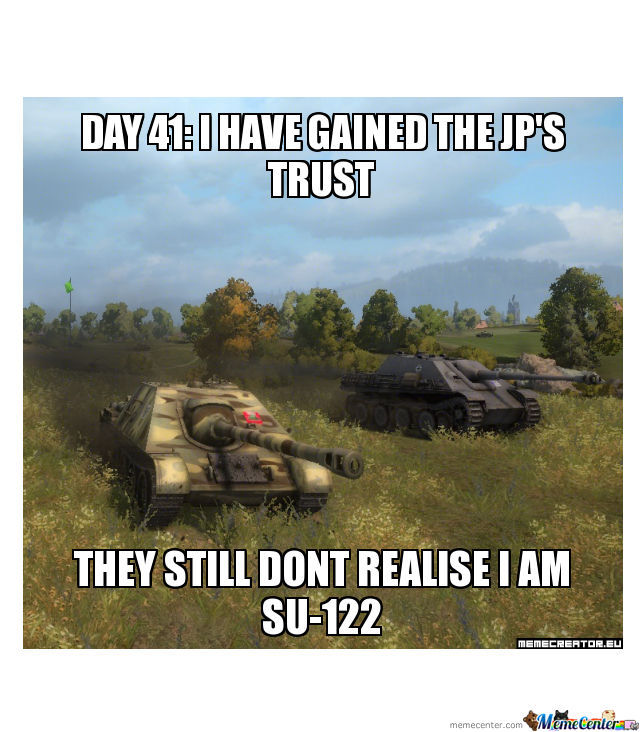 DAY 41: I HAVE GAINED THE JP'S
TRUST
THEY STILL DONT REALISE I AM
SU-122
MEMECREATOR.EU
memecenter.com MemeCenter